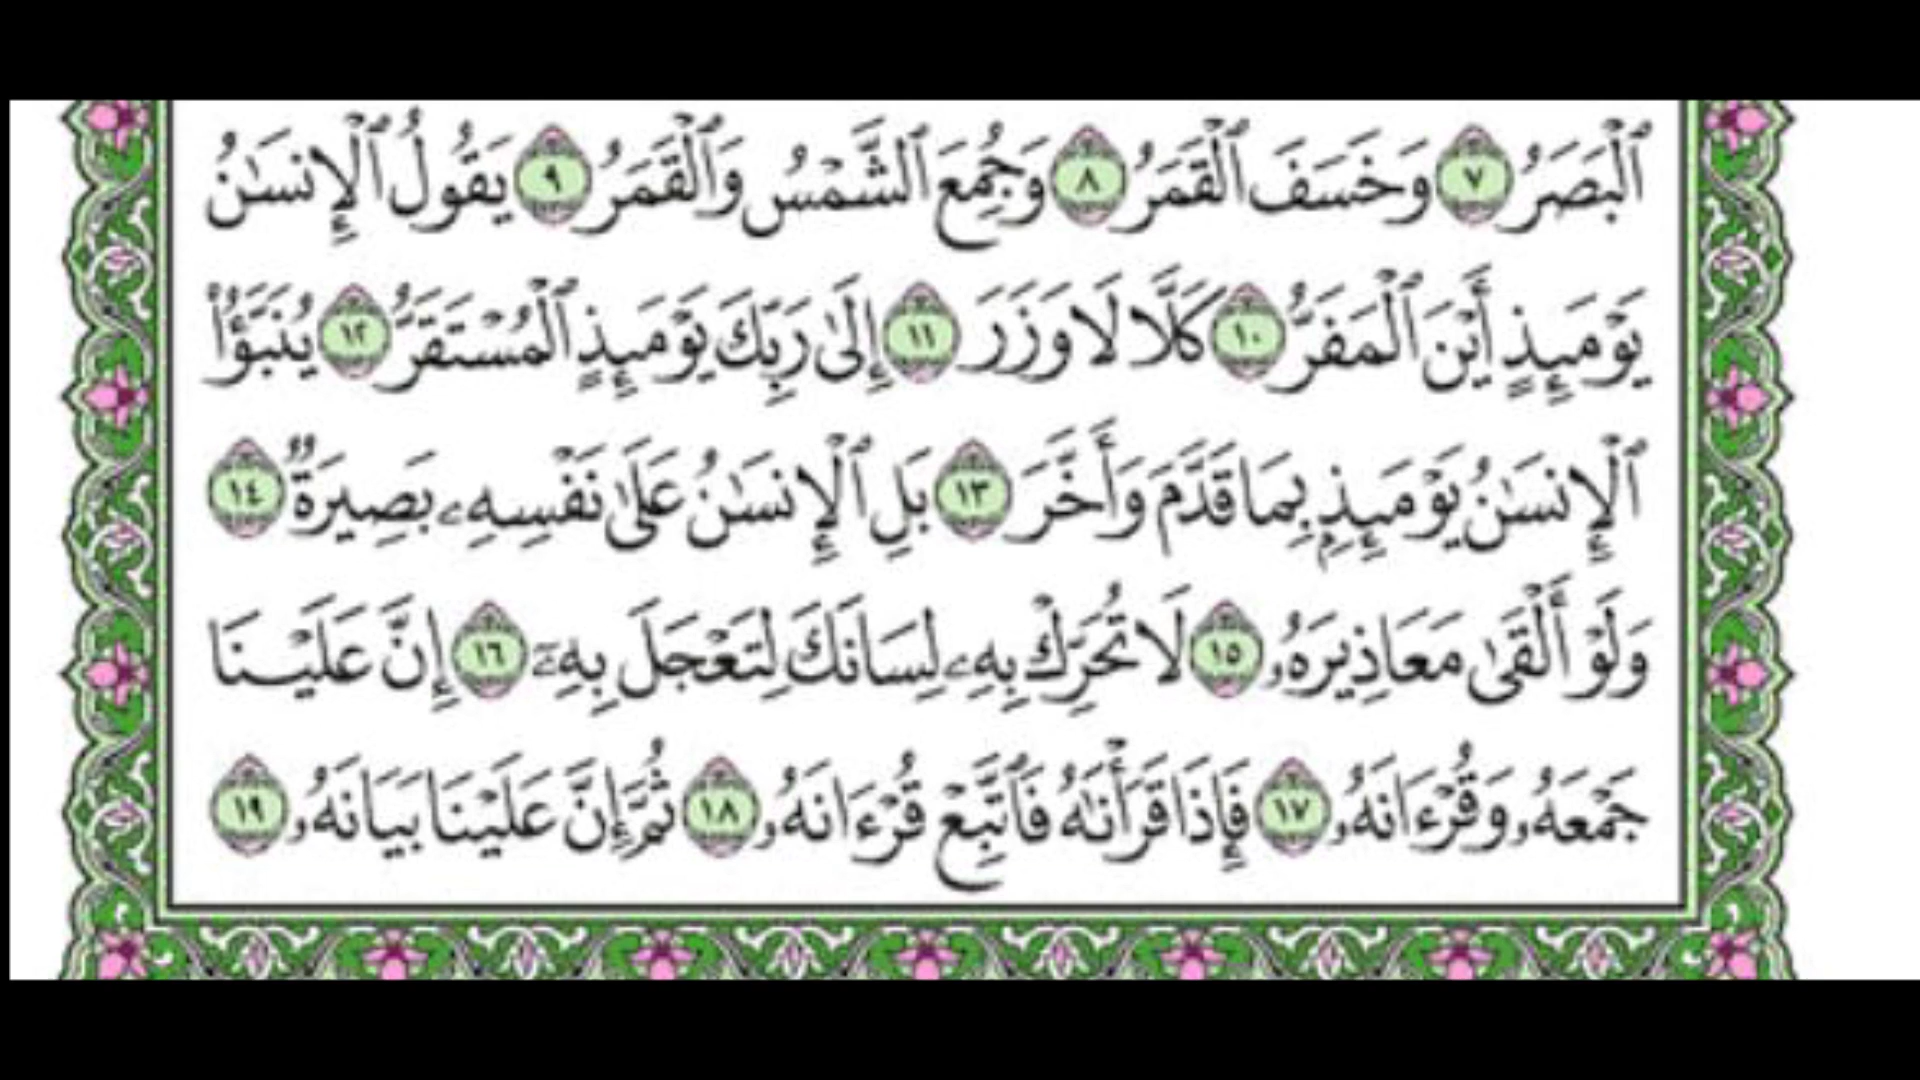 ٱلْبَصَرُ ٧ وَخَسَفَ ٱلْقَمَرُ ٨ وَجُمِعَ ٱلشَّمْسُ وَٱلْقَمَرُ ٩ يَقُولُ ٱلْإِنسَٰنُ
يَوْمَئِذٍ أَيْنَ ٱلْمَفَرُّ ١٠ كَلَّا لَا وَزَرَ ١١ إِلَىٰ رَبِّكَ يَوْمَئِذٍ ٱلْمُسْتَقَرُّ ١٢ يُنَبَّؤُا۟
ٱلْإِنسَٰنُ يَوْمَئِذٍۭ بِمَا قَدَّمَ وَأَخَّرَ ١٣ بَلِ ٱلْإِنسَٰنُ عَلَىٰ نَفْسِهِۦ بَصِيرَةٌ ١٤
وَلَوْ أَلْقَىٰ مَعَاذِيرَهُۥ ١٥ لَا تُحَرِّكْ بِهِۦ لِسَانَكَ لِتَعْجَلَ بِهِۦٓ ١٦ إِنَّ عَلَيْنَا
جَمْعَهُۥ وَقُرْءَانَهُۥ ١٧ فَإِذَا قَرَأْنَٰهُ فَٱتَّبِعْ قُرْءَانَهُۥ ١٨ ثُمَّ إِنَّ عَلَيْنَا بَيَانَهُۥ ١٩